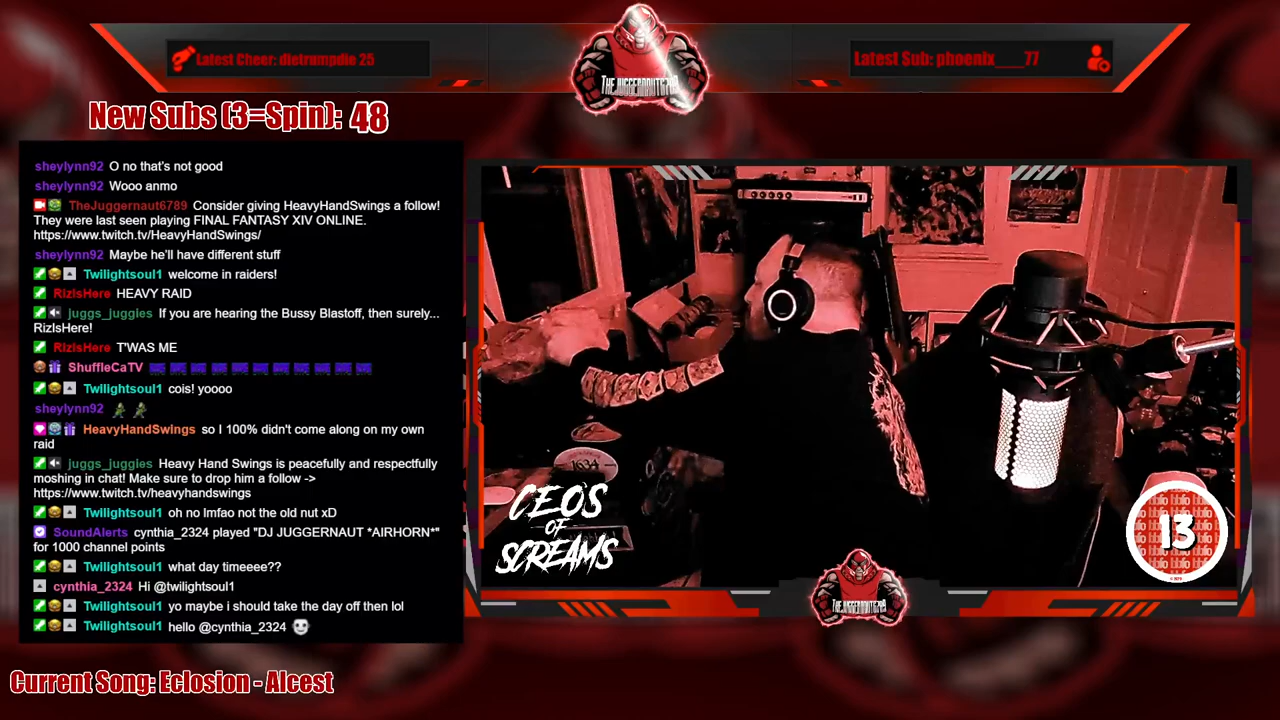 Latest Cheer: dietrumpdie 25
THEJUGGERNAUT6789
Latest Sub: phoenix___77
New Subs (3=Spin): 48
sheylynn92 O no that's not good
sheylynn92 Wooo anmo
TheJuggernaut6789 Consider giving HeavyHandSwings a follow!
They were last seen playing FINAL FANTASY XIV ONLINE.
https://www.twitch.tv/HeavyHandSwings/
sheylynn92 Maybe he'll have different stuff
Twilightsoul1 welcome in raiders!
RizIsHere HEAVY RAID
juggs_juggies If you are hearing the Bussy Blastoff, then surely...
RizIsHere!
RizIsHere T'WAS ME
ShuffleCaTV
Twilightsoul1 cois! yoooo
sheylynn92
HeavyHandSwings so I 100% didn't come along on my own
raid
juggs_juggies Heavy Hand Swings is peacefully and respectfully
moshing in chat! Make sure to drop him a follow ->
https://www.twitch.tv/heavyhandswings
Twilightsoul1 oh no lmfao not the old nut xD
SoundAlerts cynthia_2324 played "DJ JUGGERNAUT *AIRHORN*"
for 1000 channel points
Twilightsoul1 what day timeeee??
cynthia_2324 Hi @twilightsoul1
Twilightsoul1 yo maybe i should take the day off then lol
Twilightsoul1 hello @cynthia_2324
1634
CEO'S
OF
SCREAMS
13
THEJUGGERNAUT6789
Current Song: Eclosion - Alcest